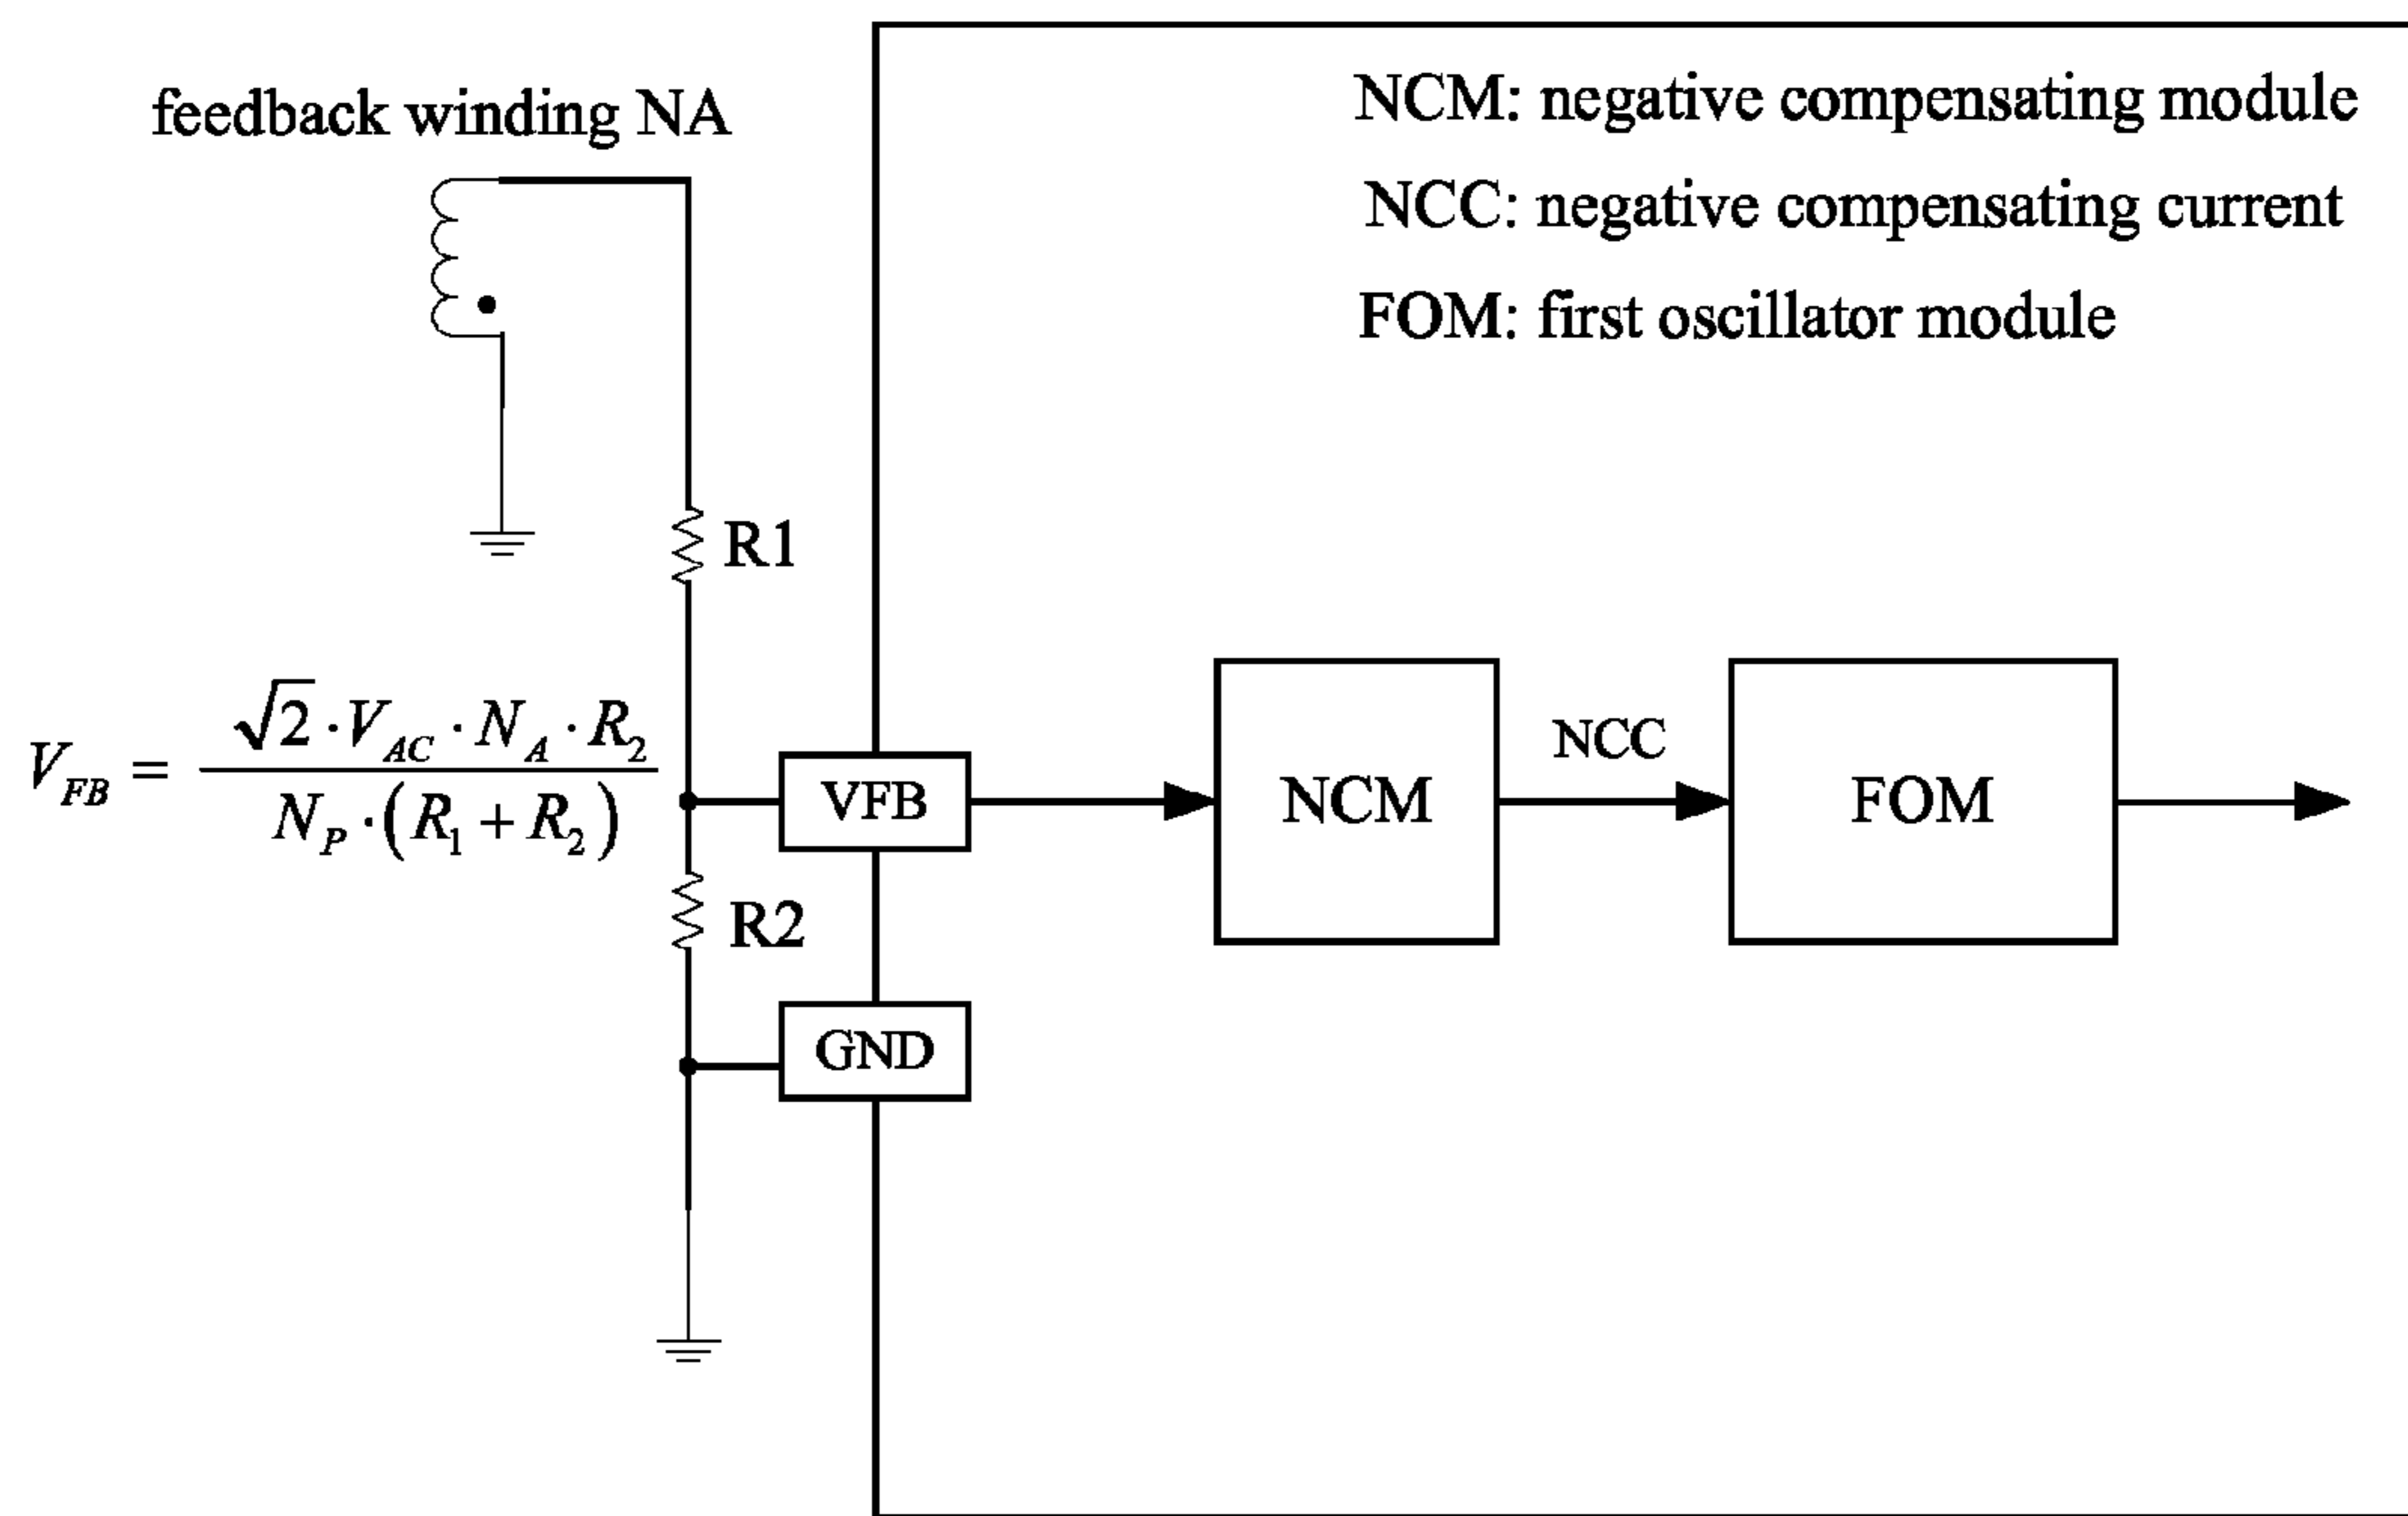 feedback winding NA
NCM: negative compensating module
NCC: negative compensating current
FOM: first oscillator module
R1
V_FB = (√2 · V_AC · N_A · R_2) / (N_P · (R_1 + R_2))
VFB
NCM
NCC
FOM
R2
GND